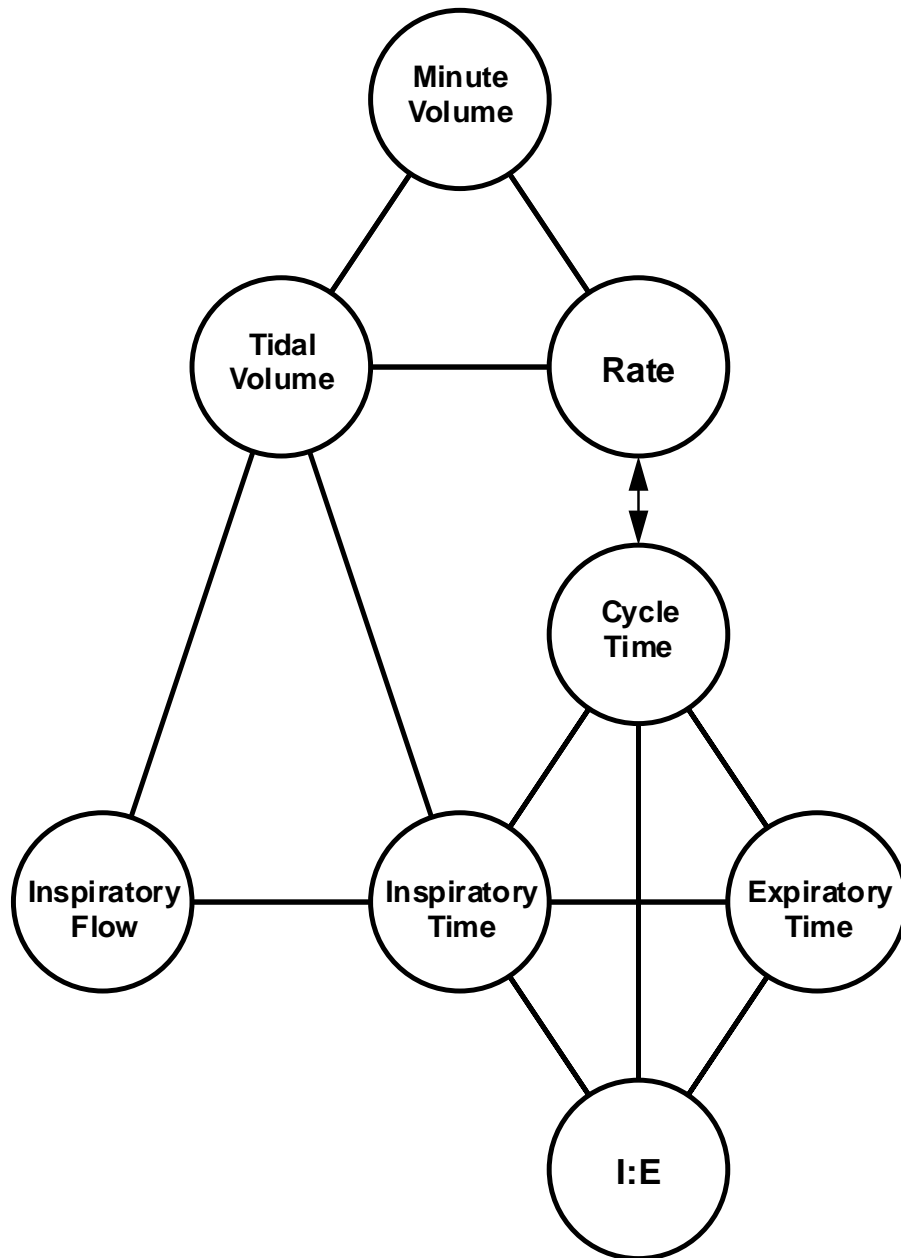 Minute
Volume
Tidal
Volume
Rate
Cycle
Time
Inspiratory
Flow
Inspiratory
Time
Expiratory
Time
I:E